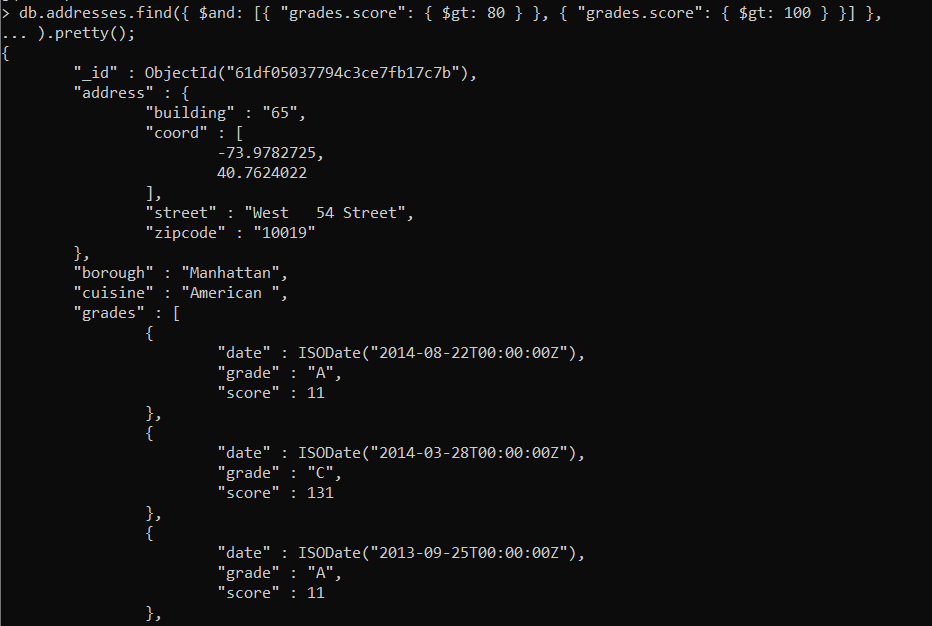 > db.addresses.find({ $and: [{ "grades.score": { $gt: 80 } }, { "grades.score": { $gt: 100 } }] },
... ).pretty();
{
        "_id" : ObjectId("61df05037794c3ce7fb17c7b"),
        "address" : {
                "building" : "65",
                "coord" : [
                        -73.9782725,
                        40.7624022
                ],
                "street" : "West   54 Street",
                "zipcode" : "10019"
        },
        "borough" : "Manhattan",
        "cuisine" : "American ",
        "grades" : [
                {
                        "date" : ISODate("2014-08-22T00:00:00Z"),
                        "grade" : "A",
                        "score" : 11
                },
                {
                        "date" : ISODate("2014-03-28T00:00:00Z"),
                        "grade" : "C",
                        "score" : 131
                },
                {
                        "date" : ISODate("2013-09-25T00:00:00Z"),
                        "grade" : "A",
                        "score" : 11
                },